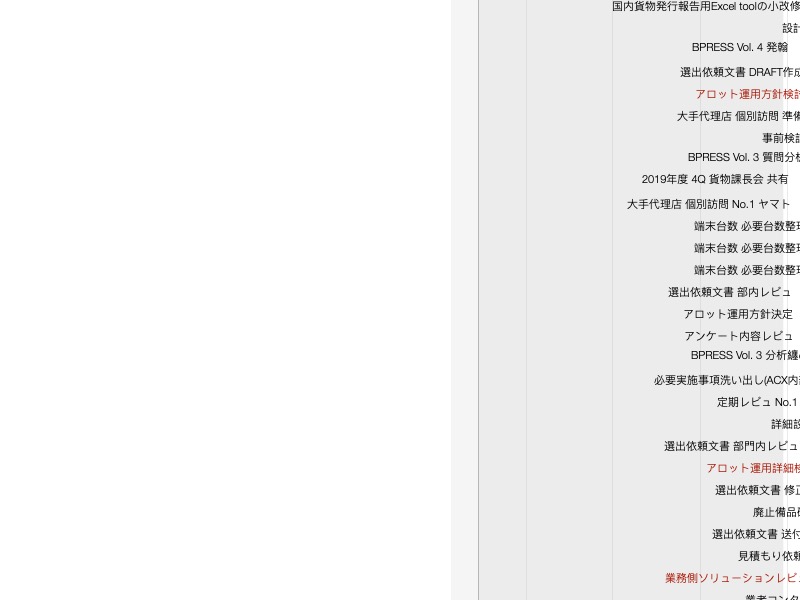 国内貨物発行報告用Excel toolの小改修
設計
BPRESS Vol. 4 発翰
選出依頼文書 DRAFT作成
アロット運用方針検討
大手代理店 個別訪問 準備
事前検討
BPRESS Vol. 3 質問分析
2019年度 4Q 貨物課長会 共有
大手代理店 個別訪問 No.1 ヤマト
端末台数 必要台数整理
端末台数 必要台数整理
端末台数 必要台数整理
選出依頼文書 部内レビュ
アロット運用方針決定
アンケート内容レビュ
BPRESS Vol. 3 分析纏
必要実施事項洗い出し(ACX内
定期レビュ No.1
詳細設
選出依頼文書 部門内レビュ
アロット運用詳細検
選出依頼文書 修正
廃止備品
選出依頼文書 送付
見積もり依頼
業務側ソリューションレビ
業者コンタ